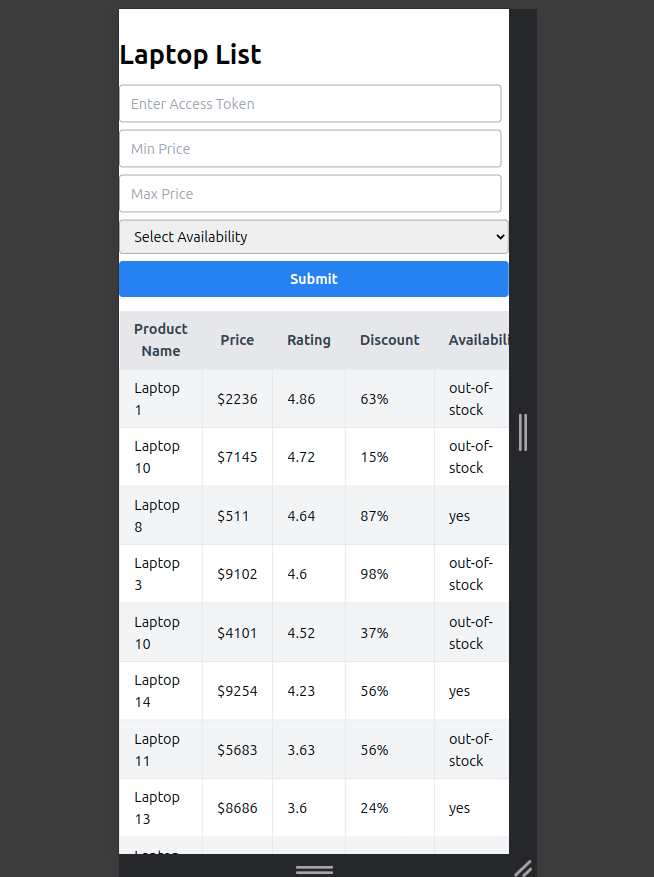 Laptop List
Enter Access Token
Min Price
Max Price
Select Availability
Submit
Product Name Price Rating Discount Availabili
Laptop 1 $2236 4.86 63% out-of-stock
Laptop 10 $7145 4.72 15% out-of-stock
Laptop 8 $511 4.64 87% yes
Laptop 3 $9102 4.6 98% out-of-stock
Laptop 10 $4101 4.52 37% out-of-stock
Laptop 14 $9254 4.23 56% yes
Laptop 11 $5683 3.63 56% out-of-stock
Laptop 13 $8686 3.6 24% yes